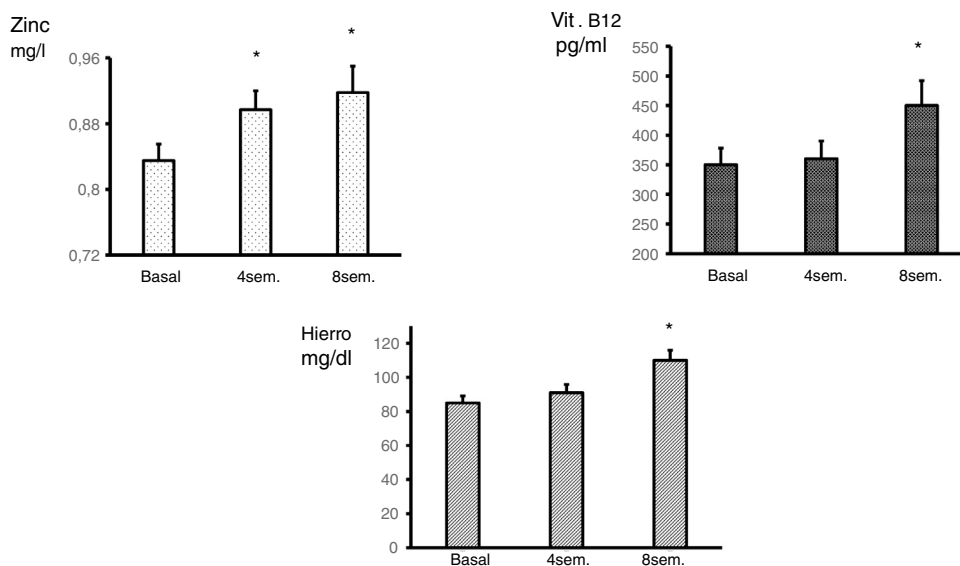 Zinc
mg/l
0,96
0,88
0,8
0,72
*
*
Basal 4sem. 8sem.
Vit . B12
pg/ml
550
500
450
400
350
300
250
200
*
Basal 4sem. 8sem.
Hierro
mg/dl
120
100
80
60
40
20
0
*
Basal 4sem. 8sem.